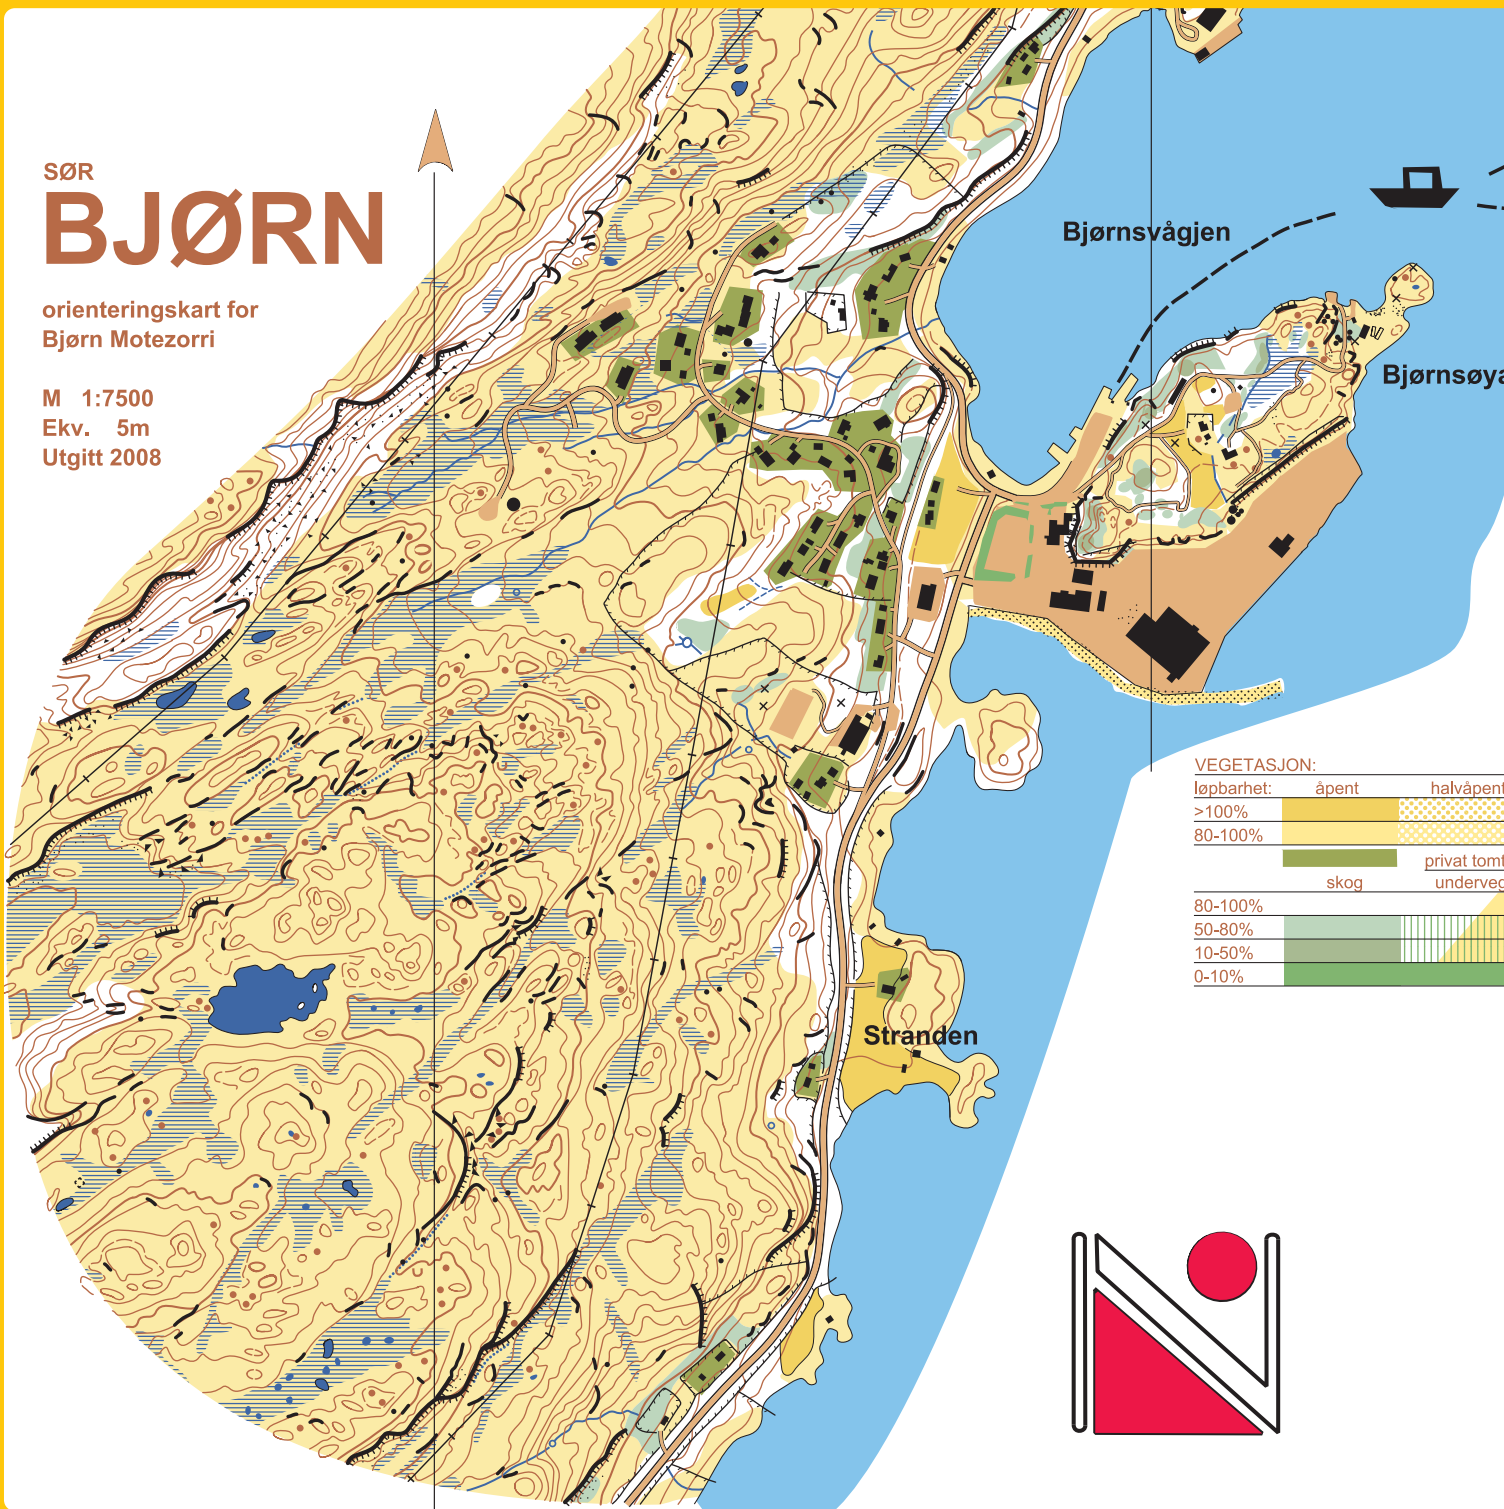 SØR
BJØRN
orienteringskart for
Bjørn Motezorri
M 1:7500
Ekv. 5m
Utgitt 2008
Bjørnsvågjen
Bjørnsøya
Stranden
VEGETASJON:
løpbarhet: åpent halvåpent
>100%
80-100%
privat tomt
skog underveg
80-100%
50-80%
10-50%
0-10%